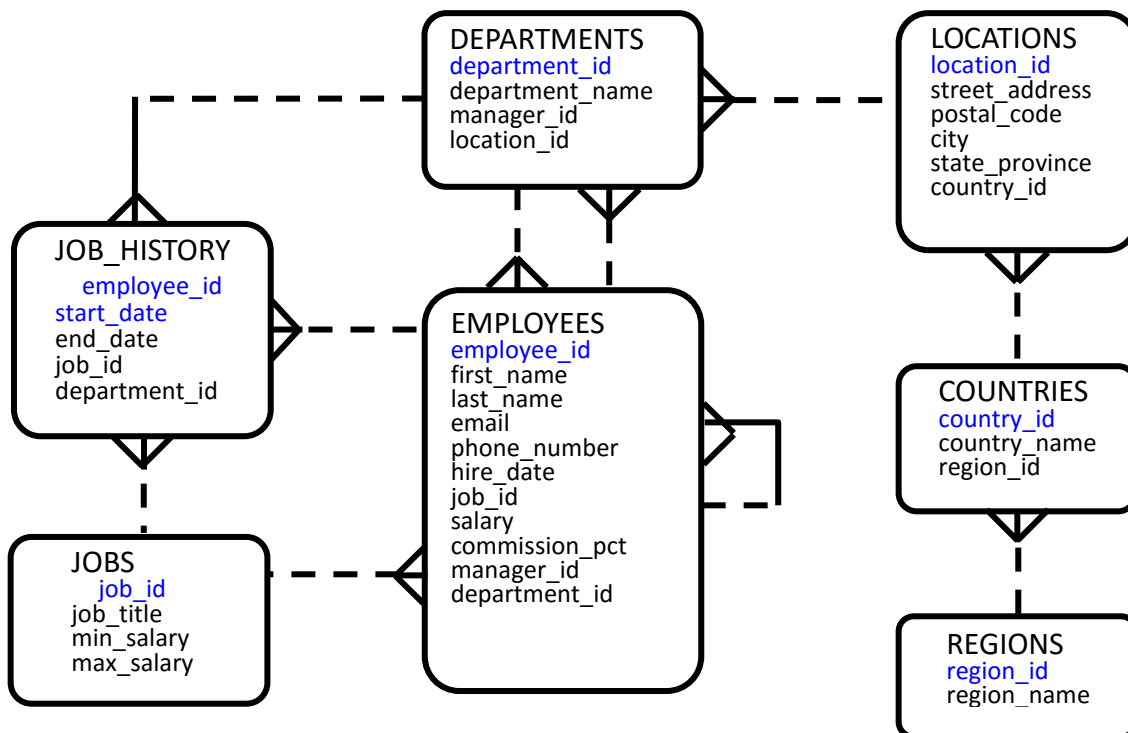 DEPARTMENTS
department_id
department_name
manager_id
location_id
LOCATIONS
location_id
street_address
postal_code
city
state_province
country_id
JOB_HISTORY
employee_id
start_date
end_date
job_id
department_id
EMPLOYEES
employee_id
first_name
last_name
email
phone_number
hire_date
job_id
salary
commission_pct
manager_id
department_id
COUNTRIES
country_id
country_name
region_id
JOBS
job_id
job_title
min_salary
max_salary
REGIONS
region_id
region_name